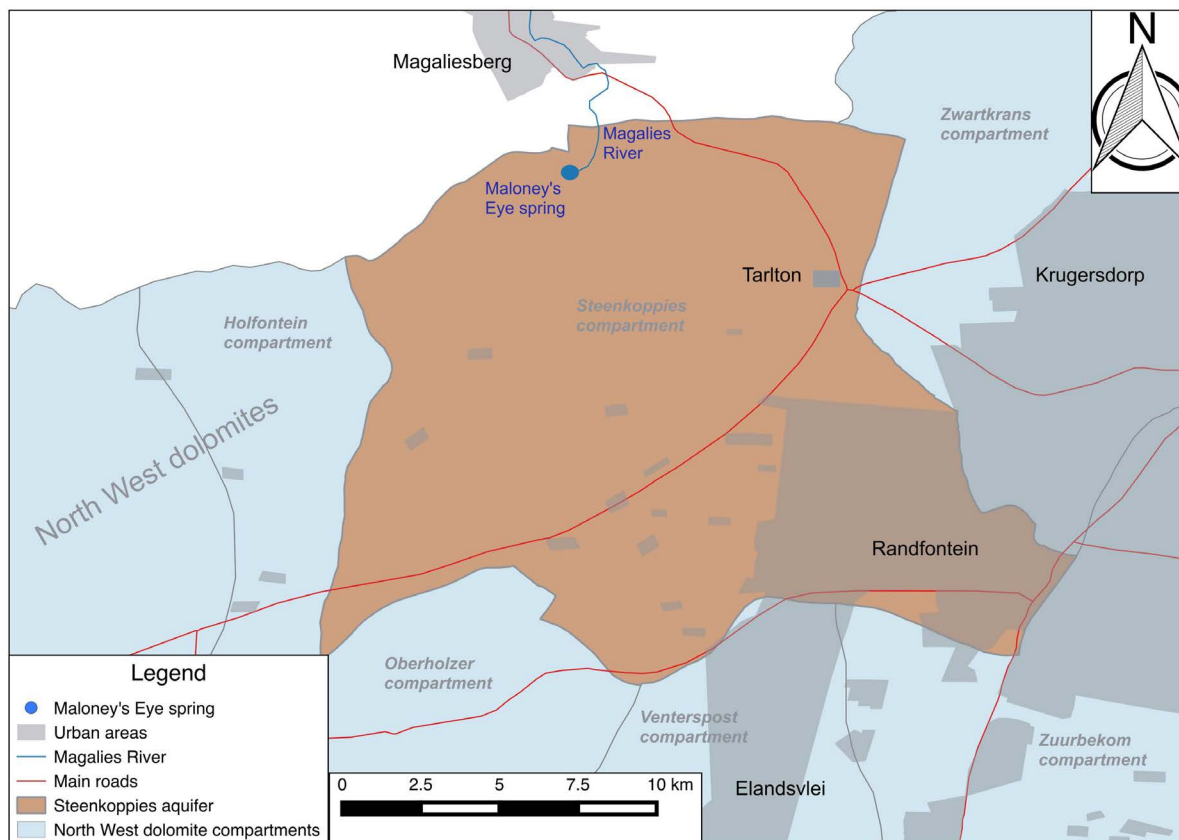 Magaliesberg
N
Zwartkrans
compartment
Magalies
River
Maloney's
Eye spring
Tarlton
Krugersdorp
Holfontein
compartment
Steenkoppies
compartment
North West dolomites
Randfontein
Oberholzer
compartment
Venterspost
compartment
Zuurbekom
compartment
Elandsvlei
Legend
Maloney's Eye spring
Urban areas
Magalies River
Main roads
Steenkoppies aquifer
North West dolomite compartments
0 2.5 5 7.5 10 km